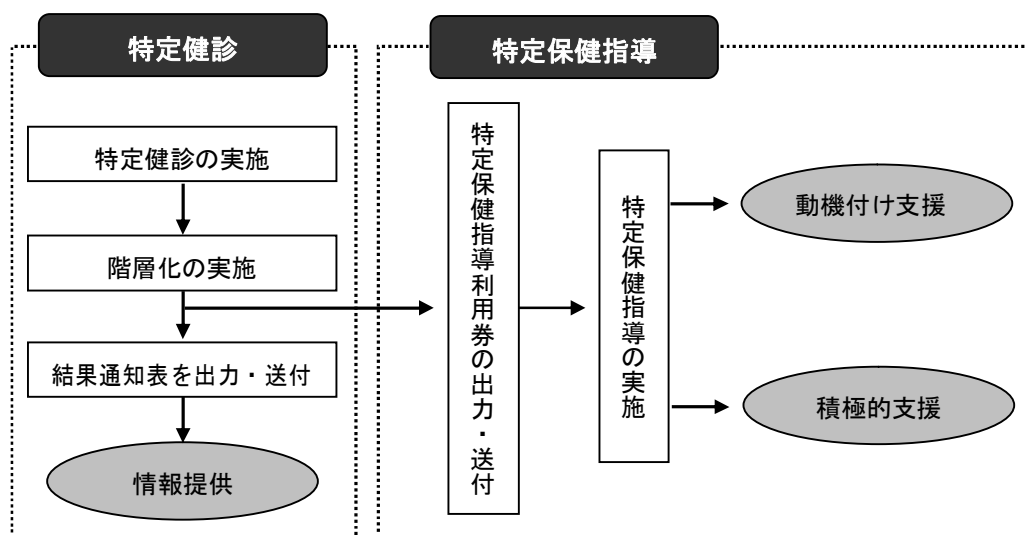 特定健診
特定保健指導
特定健診の実施
階層化の実施
結果通知表を出力・送付
情報提供
特定保健指導利用券の出力・送付
特定保健指導の実施
動機付け支援
積極的支援